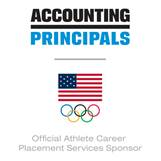 ACCOUNTING
PRINCIPALS
Official Athlete Career
Placement Services Sponsor